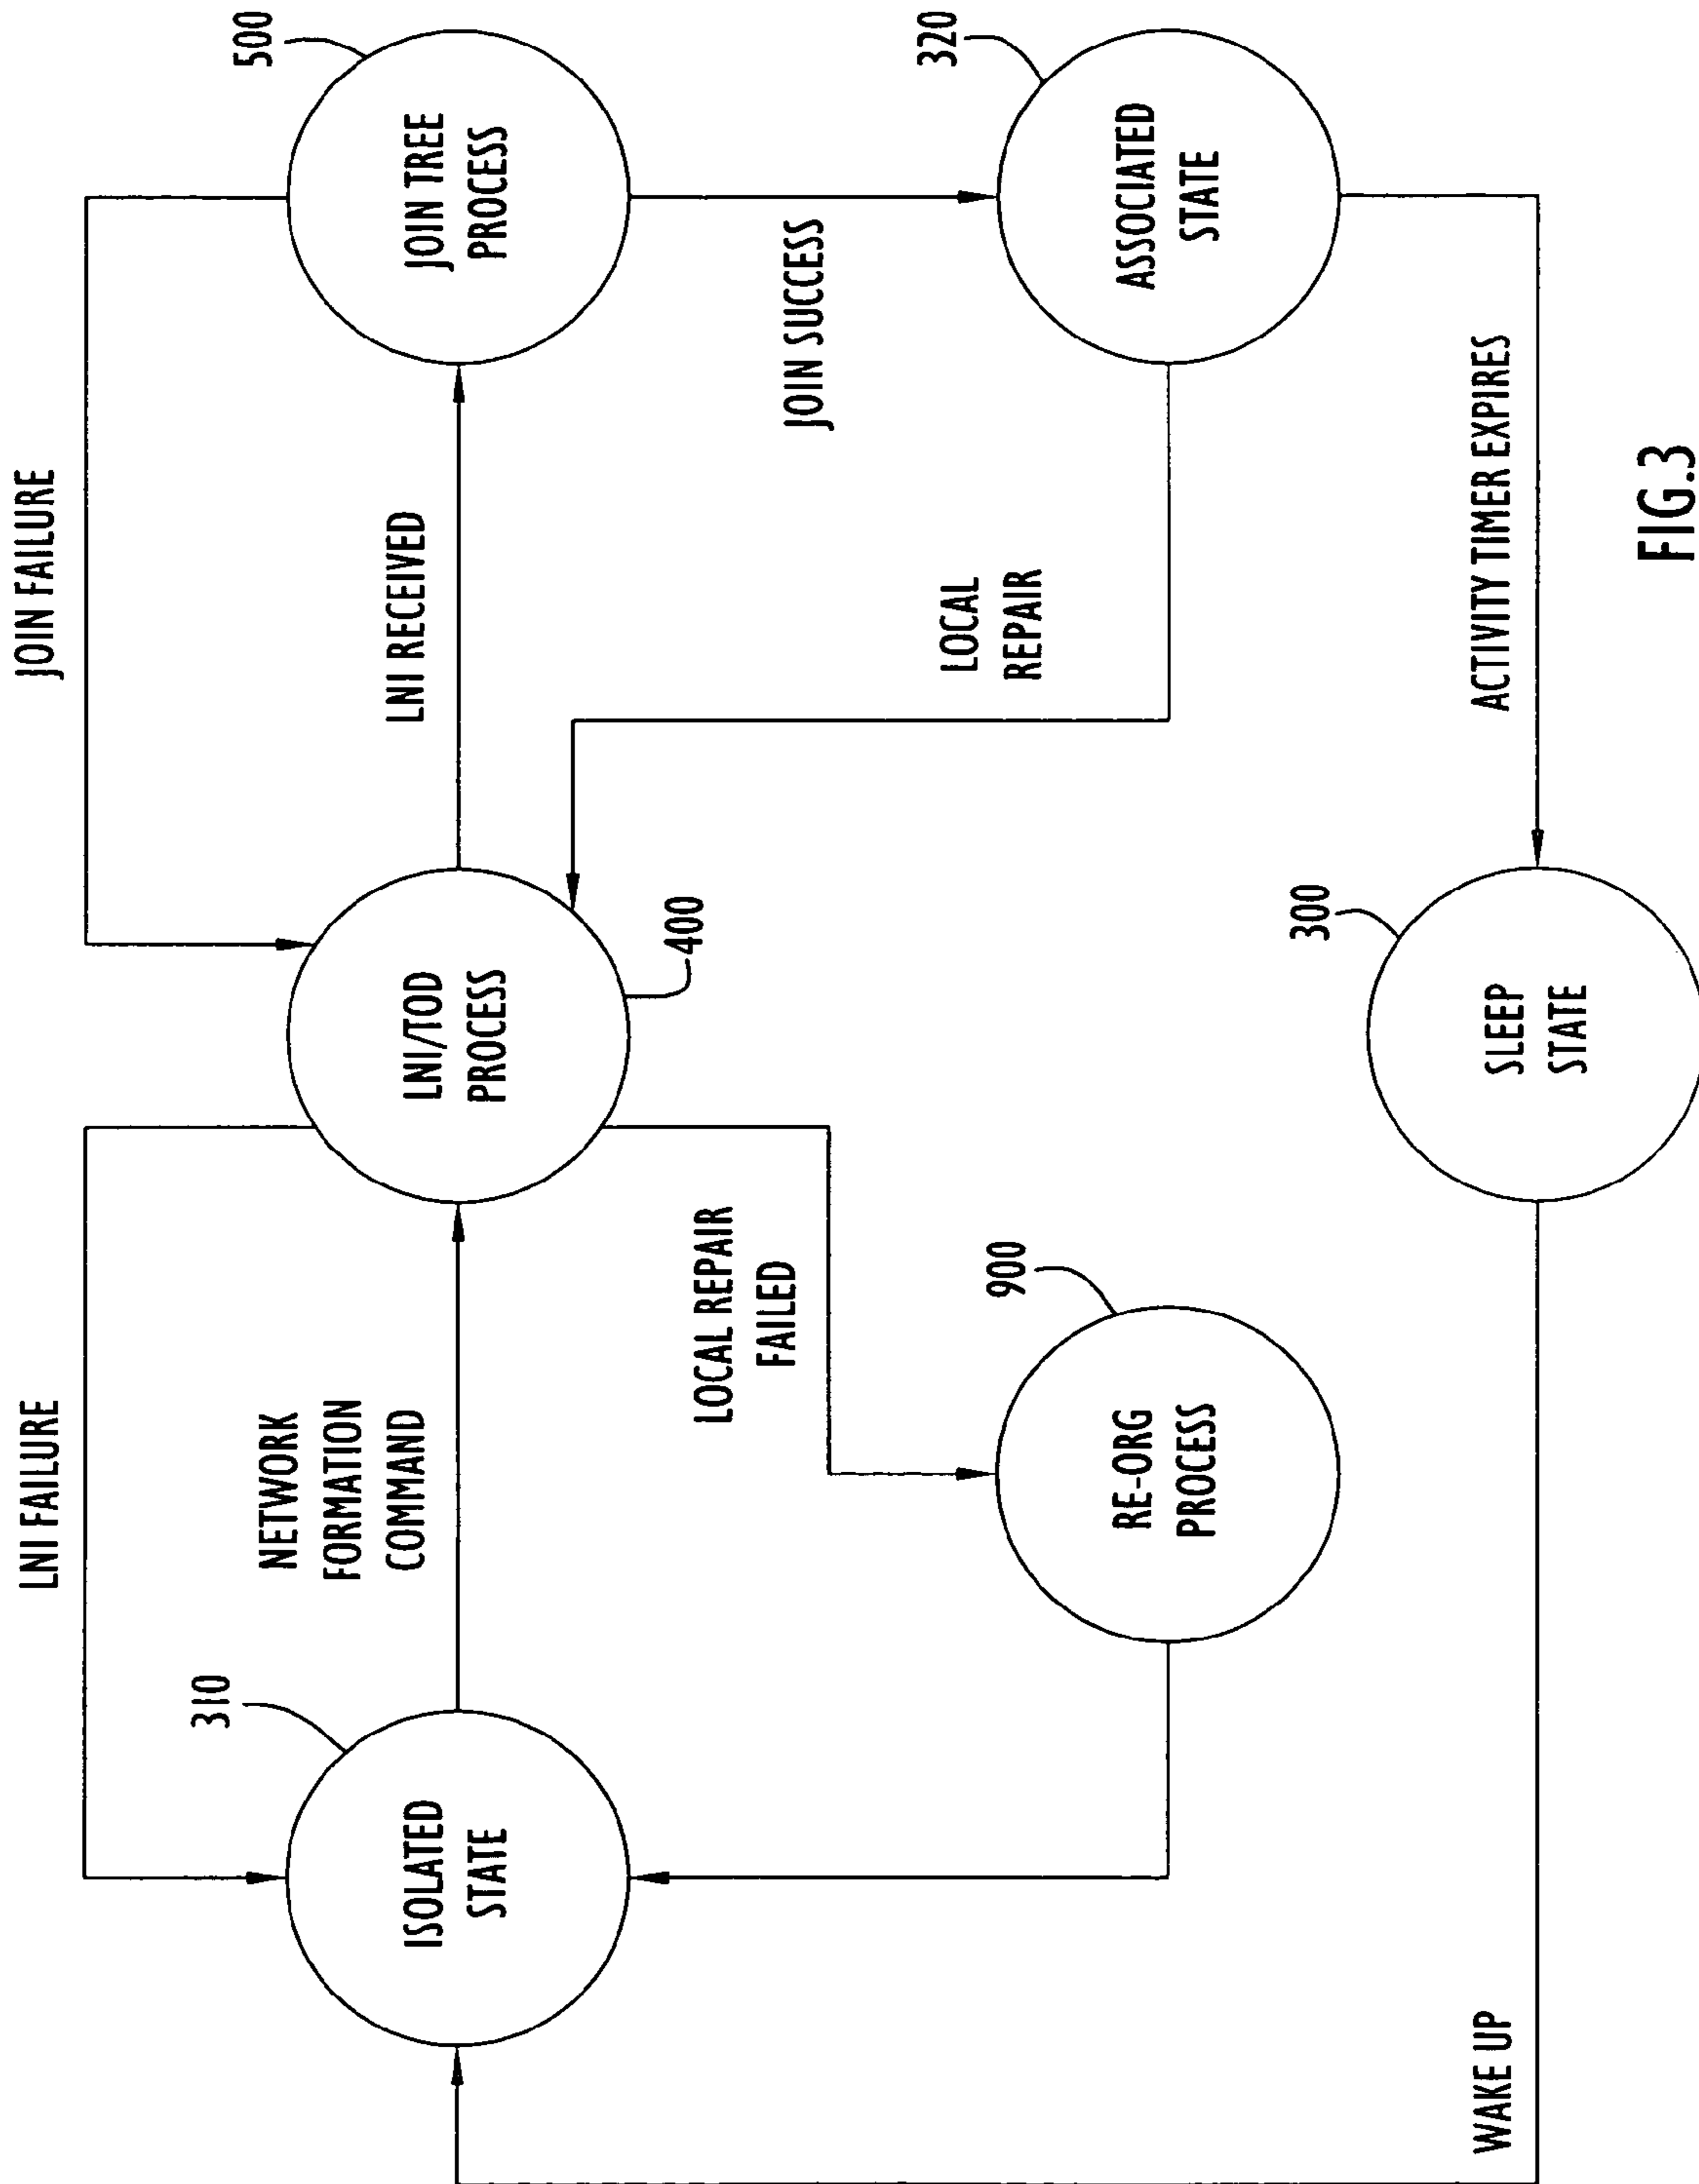 LNI FAILURE
JOIN FAILURE
310
ISOLATED
STATE
NETWORK
FORMATION
COMMAND
LNI/TOD
PROCESS
400
LNI RECEIVED
500
JOIN TREE
PROCESS
LOCAL REPAIR
FAILED
JOIN SUCCESS
900
RE-ORG
PROCESS
LOCAL
REPAIR
320
ASSOCIATED
STATE
300
SLEEP
STATE
WAKE UP
ACTIVITY TIMER EXPIRES
FIG.3